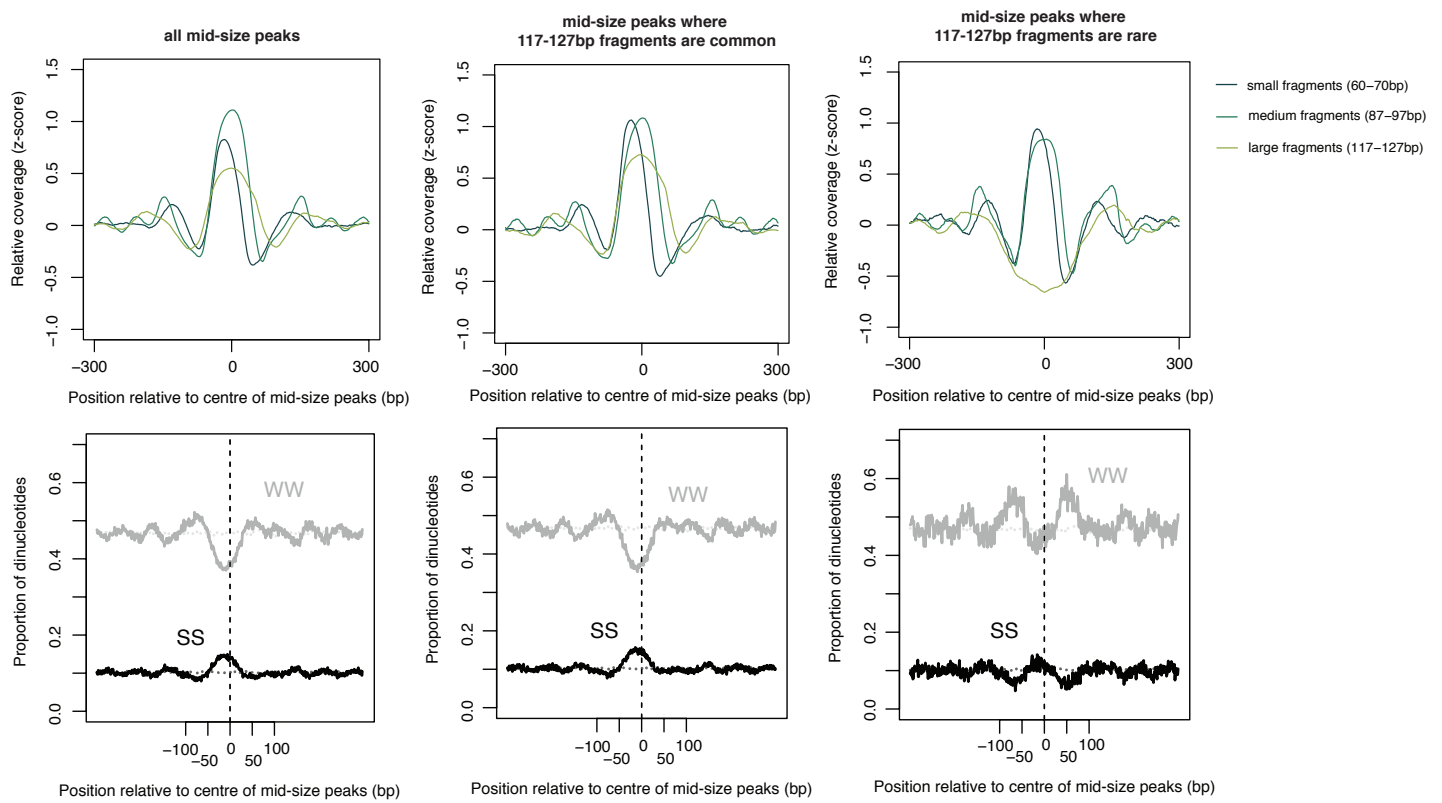 all mid-size peaks
mid-size peaks where
117-127bp fragments are common
mid-size peaks where
117-127bp fragments are rare
Relative coverage (z-score)
1.5
1.0
0.5
0
−0.5
−1.0
−300
0
300
Position relative to centre of mid-size peaks (bp)
Relative coverage (z-score)
1.5
1.0
0.5
0
−0.5
−1.0
−300
0
300
Position relative to centre of mid-size peaks (bp)
Relative coverage (z-score)
1.5
1.0
0.5
0
−0.5
−1.0
−300
0
300
Position relative to centre of mid-size peaks (bp)
small fragments (60−70bp)
medium fragments (87−97bp)
large fragments (117−127bp)
Proportion of dinucleotides
0.6
0.4
0.2
0.0
WW
SS
−100
−50
0
50
100
Position relative to centre of mid-size peaks (bp)
Proportion of dinucleotides
0.6
0.4
0.2
0.0
WW
SS
−100
−50
0
50
100
Position relative to centre of mid-size peaks (bp)
Proportion of dinucleotides
0.6
0.4
0.2
0.0
WW
SS
−100
−50
0
50
100
Position relative to centre of mid-size peaks (bp)